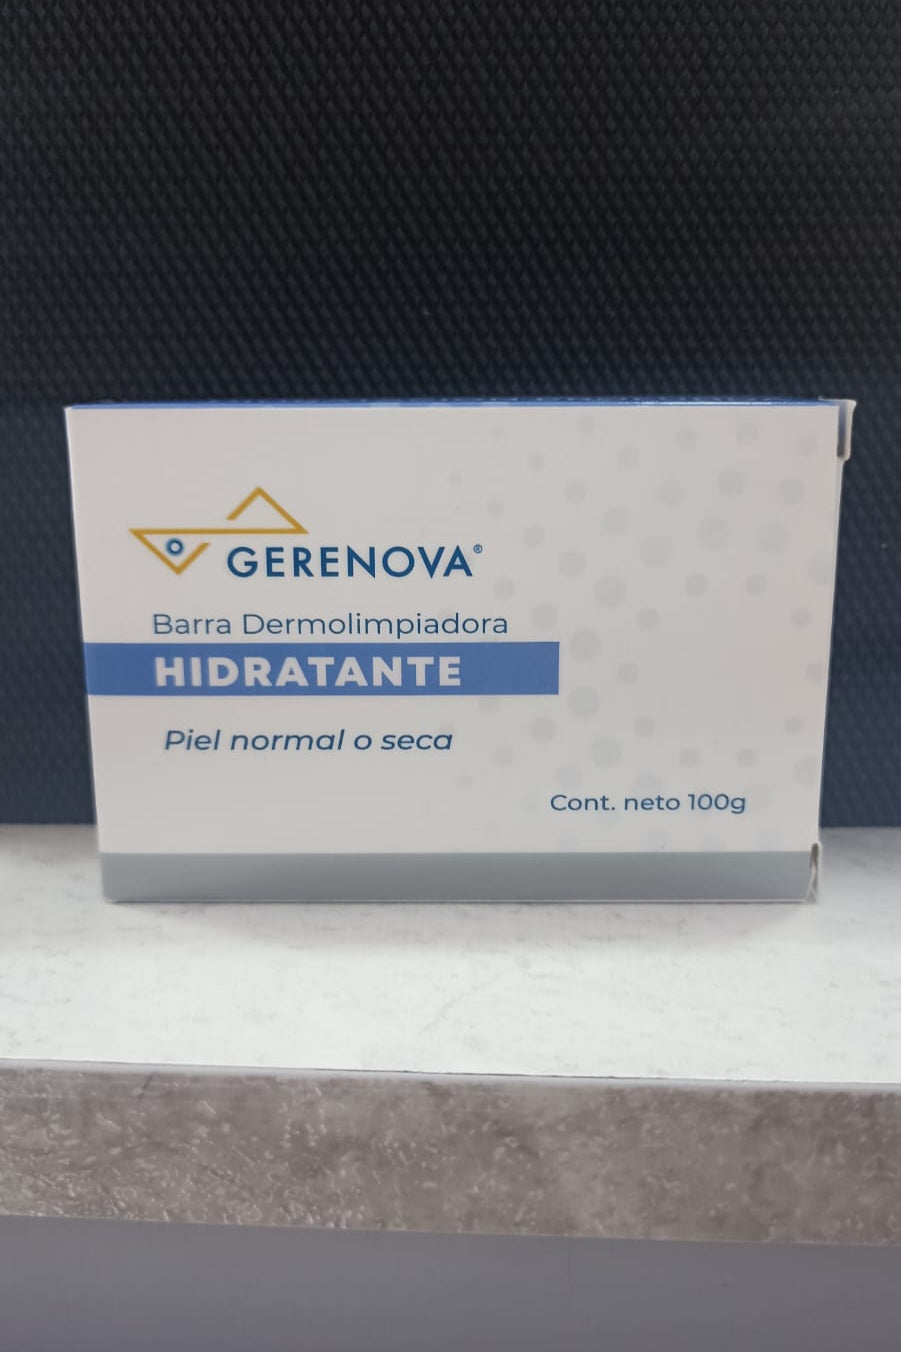 GERENOVA®
Barra Dermolimpiadora
HIDRATANTE
Piel normal o seca
Cont. neto 100g